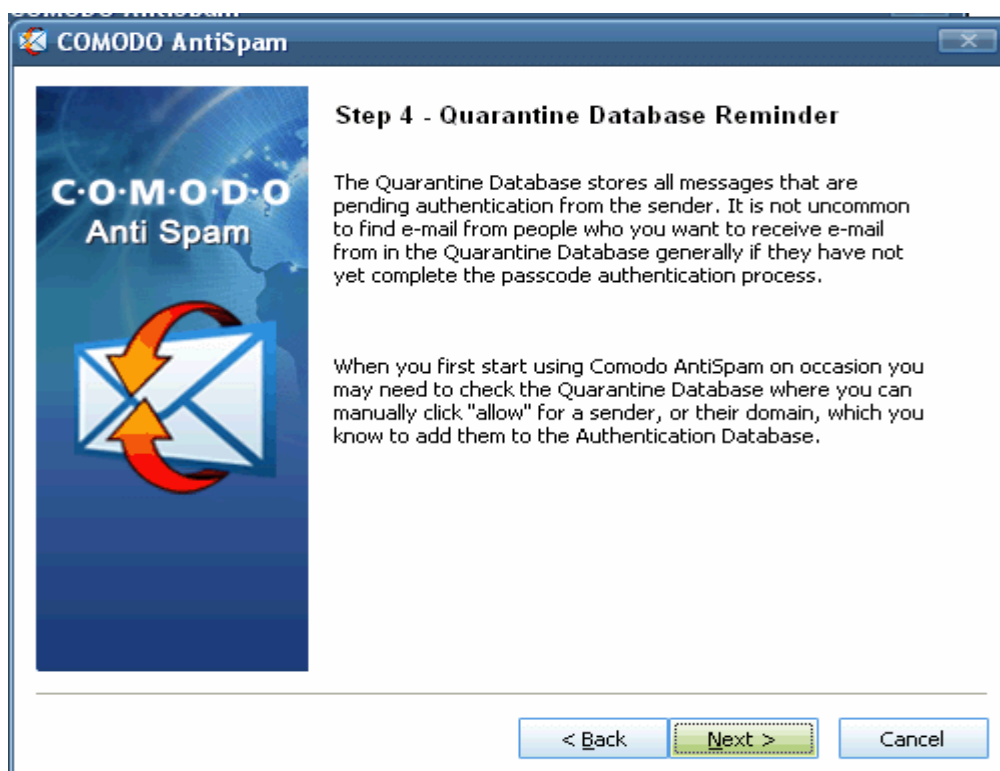 COMODO AntiSpam
COMODO AntiSpam
C·O·M·O·D·O
Anti Spam
Step 4 - Quarantine Database Reminder
The Quarantine Database stores all messages that are
pending authentication from the sender. It is not uncommon
to find e-mail from people who you want to receive e-mail
from in the Quarantine Database generally if they have not
yet complete the passcode authentication process.
When you first start using Comodo AntiSpam on occasion you
may need to check the Quarantine Database where you can
manually click "allow" for a sender, or their domain, which you
know to add them to the Authentication Database.
< Back
Next >
Cancel